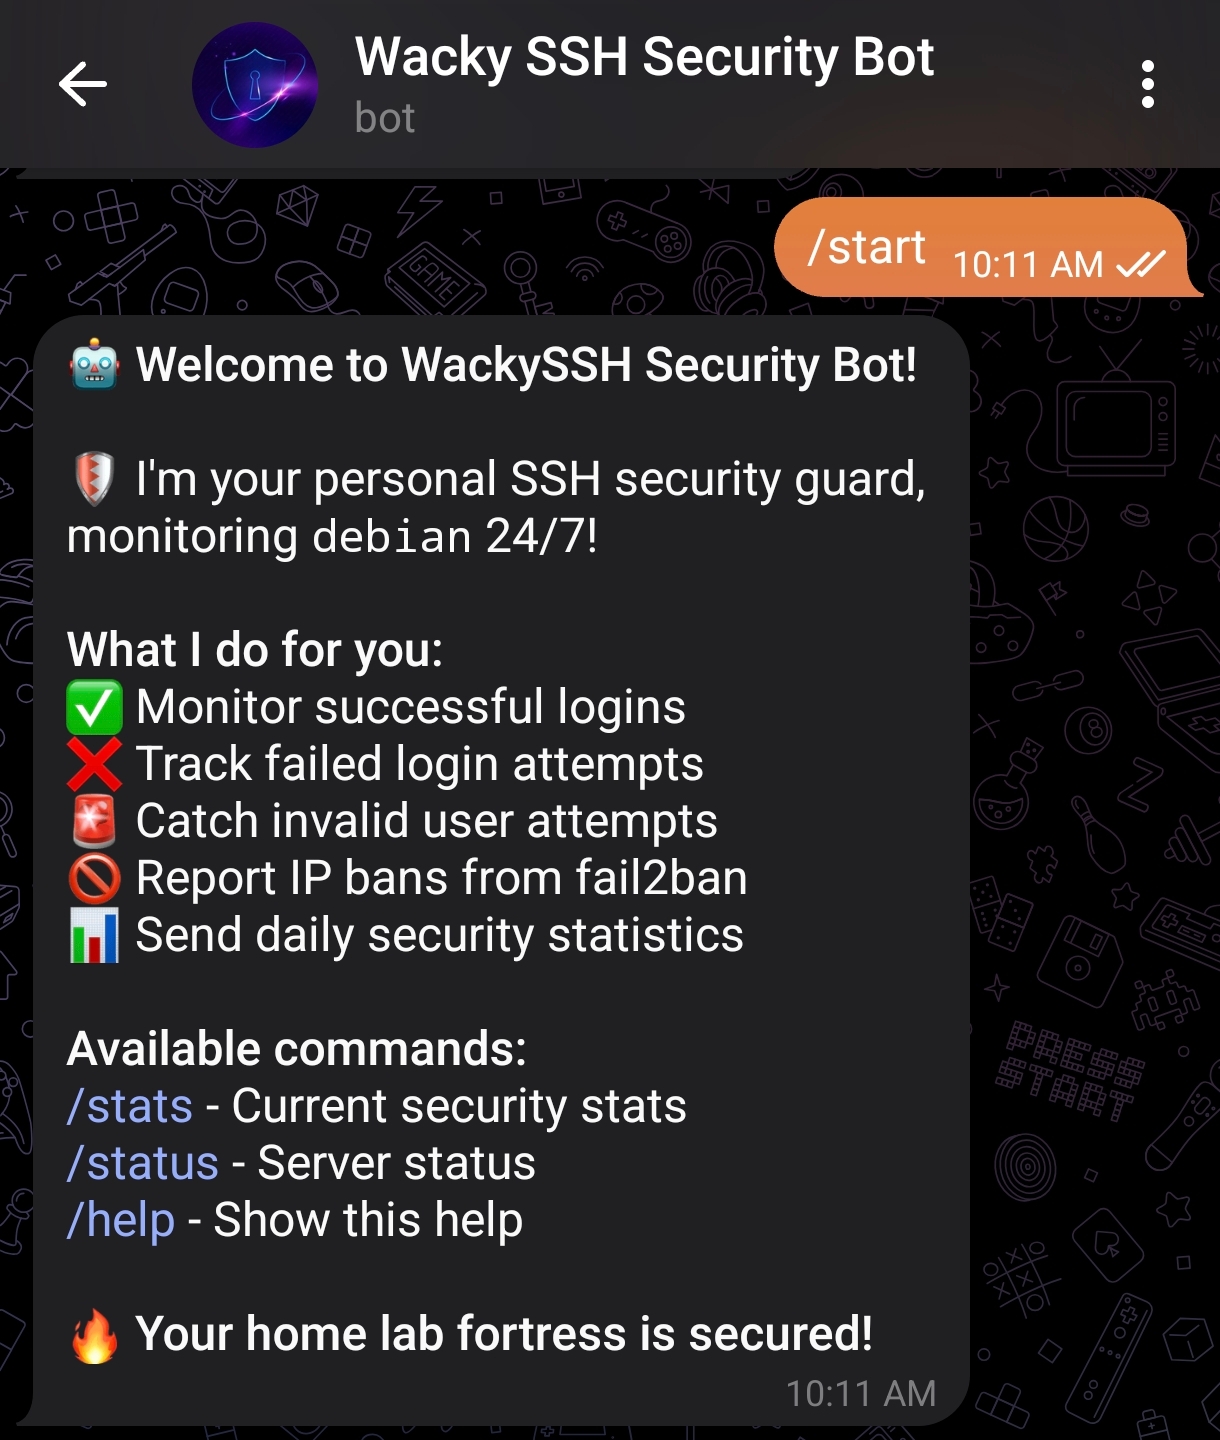 Wacky SSH Security Bot
bot
/start 10:11 AM
GAME
🤖 Welcome to WackySSH Security Bot!
🛡 I'm your personal SSH security guard,
monitoring debian 24/7!
What I do for you:
✅ Monitor successful logins
❌ Track failed login attempts
🚨 Catch invalid user attempts
🚫 Report IP bans from fail2ban
📊 Send daily security statistics
Available commands:
/stats - Current security stats
/status - Server status
/help - Show this help
PRESS
START
🔥 Your home lab fortress is secured!
10:11 AM